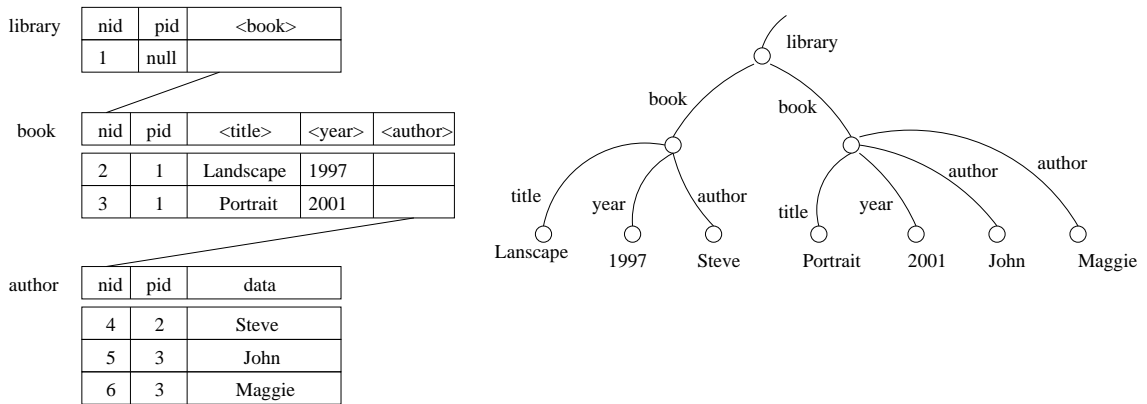 library nid pid <book>
1 null
book nid pid <title> <year> <author>
2 1 Landscape 1997
3 1 Portrait 2001
author nid pid data
4 2 Steve
5 3 John
6 3 Maggie
library
book book
title year author title year author author
Lanscape 1997 Steve Portrait 2001 John Maggie